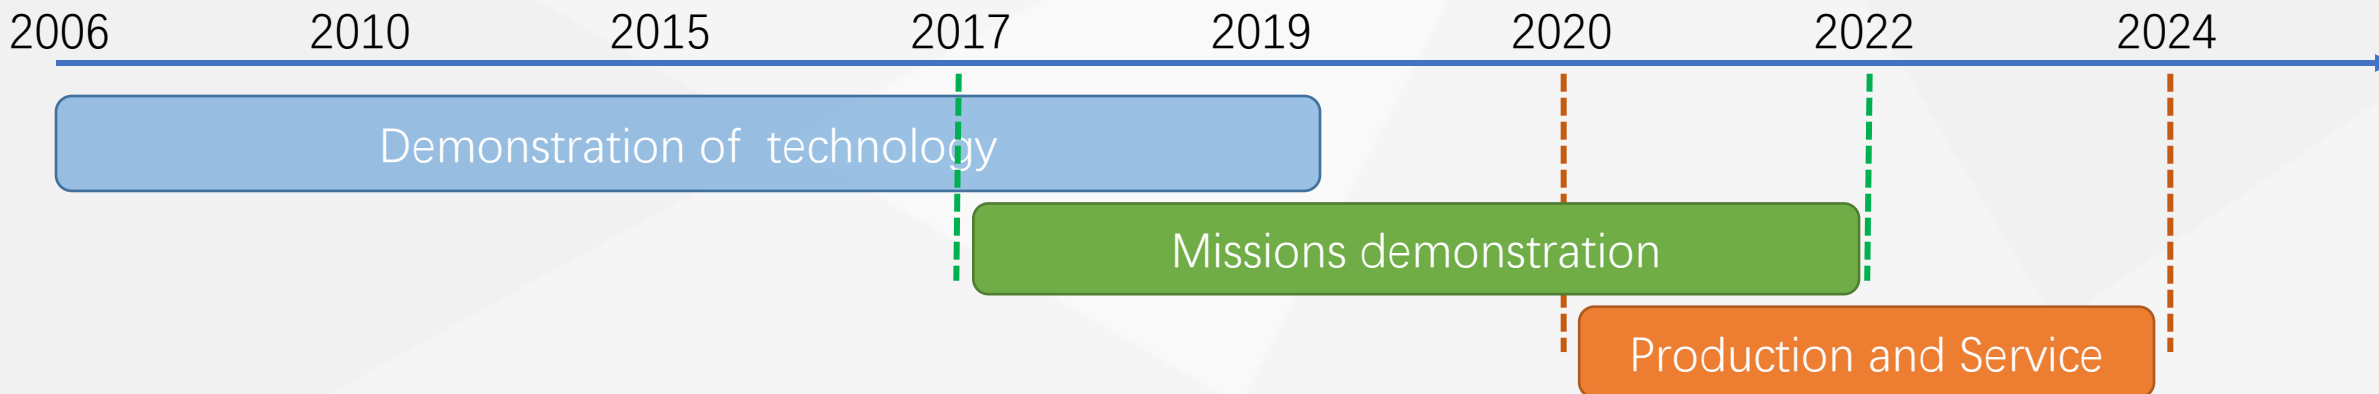 2006 2010 2015 2017 2019 2020 2022 2024
Demonstration of technology
Missions demonstration
Production and Service